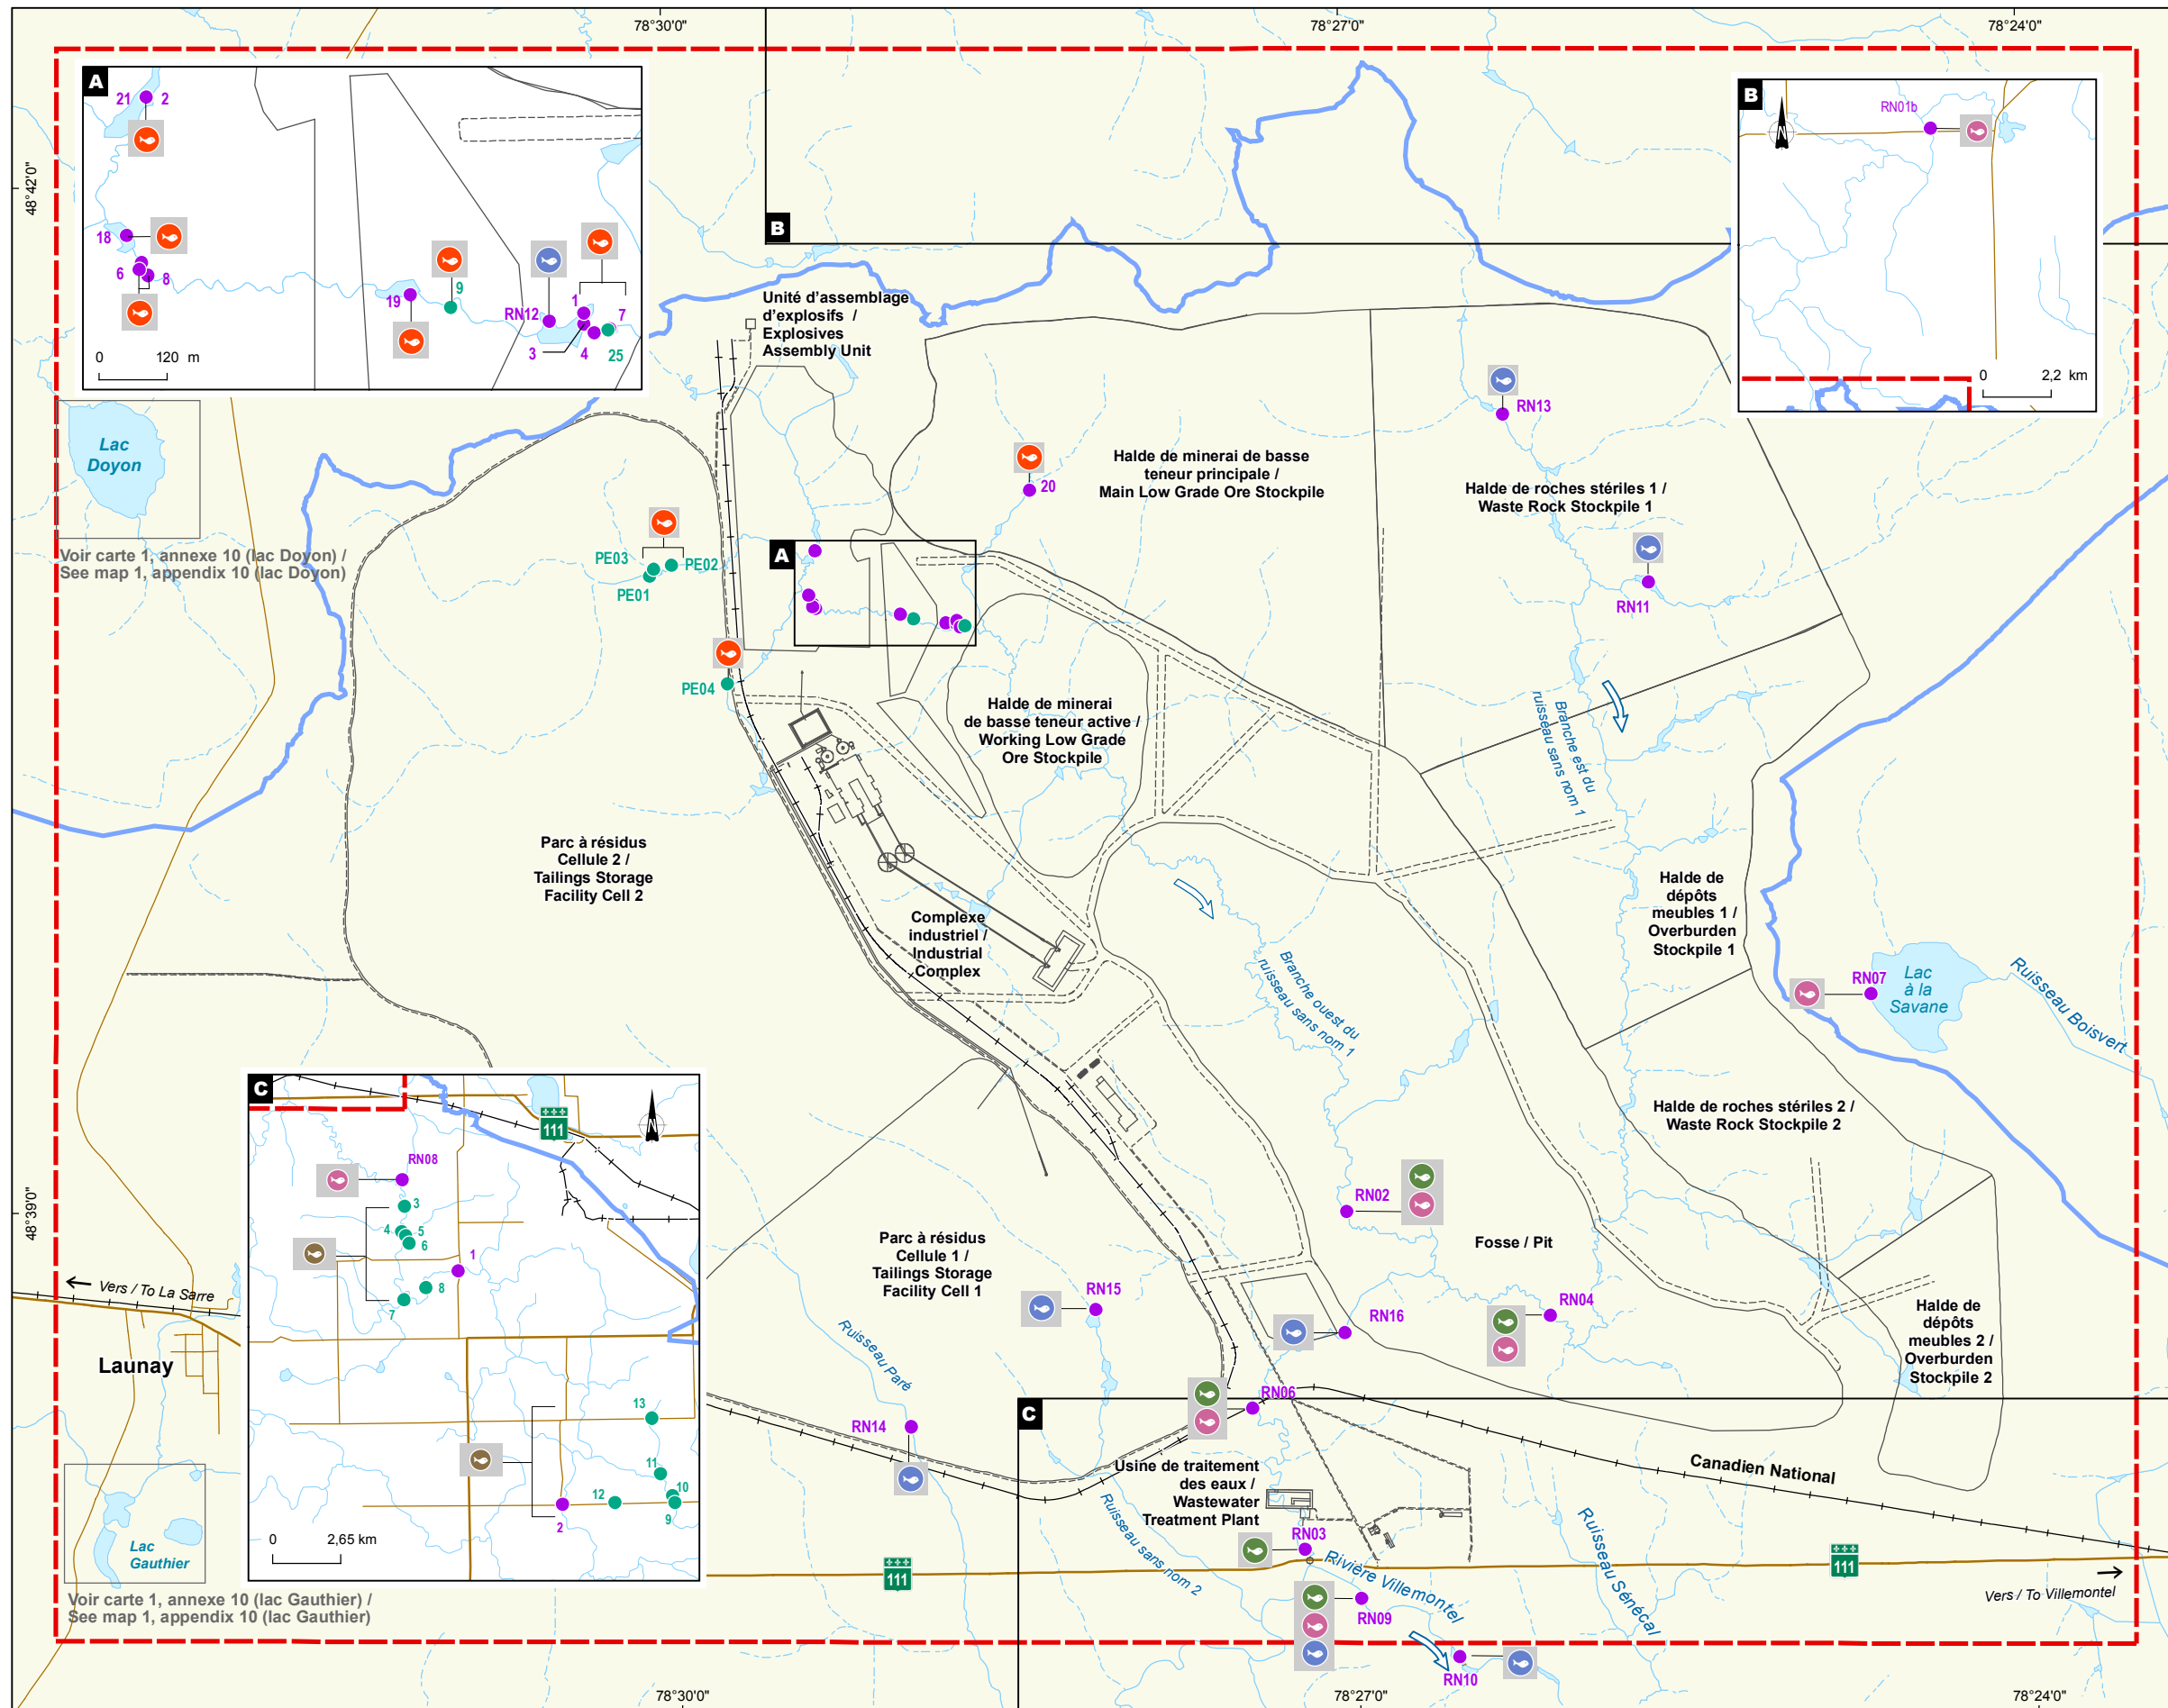 78°30'0"
78°27'0"
78°24'0"
48°42'0"
48°39'0"
A
21
2
18
6
8
19
9
RN12
1
3
4
7
25
0 120 m
B
RN01b
0 2,2 km
B
Unité d'assemblage
d'explosifs /
Explosives
Assembly Unit
Lac
Doyon
Voir carte 1, annexe 10 (lac Doyon) /
See map 1, appendix 10 (lac Doyon)
20
Halde de minerai de basse
teneur principale /
Main Low Grade Ore Stockpile
RN13
Halde de roches stériles 1 /
Waste Rock Stockpile 1
RN11
PE03
PE02
PE01
A
PE04
Halde de minerai
de basse teneur active /
Working Low Grade
Ore Stockpile
Branche est du
ruisseau sans nom 1
Parc à résidus
Cellule 2 /
Tailings Storage
Facility Cell 2
Complexe
industriel /
Industrial
Complex
Halde de
dépôts
meubles 1 /
Overburden
Stockpile 1
Branche ouest du
ruisseau sans nom 1
RN07
Lac
à la
Savane
Ruisseau Boisvert
Halde de roches stériles 2 /
Waste Rock Stockpile 2
C
111
RN08
3
4
5
6
1
8
7
13
11
10
12
9
2
0 2,65 km
RN02
Fosse / Pit
Parc à résidus
Cellule 1 /
Tailings Storage
Facility Cell 1
RN15
RN16
RN04
Halde de
dépôts
meubles 2 /
Overburden
Stockpile 2
Vers / To La Sarre
Launay
Ruisseau Paré
RN06
RN14
C
Canadien National
Usine de traitement
des eaux /
Wastewater
Treatment Plant
Ruisseau sans nom 2
RN03
Rivière Villemontel
Ruisseau Sénécal
111
111
Vers / To Villemontel
Lac
Gauthier
Voir carte 1, annexe 10 (lac Gauthier) /
See map 1, appendix 10 (lac Gauthier)
RN09
RN10
78°30'0"
78°27'0"
78°24'0"